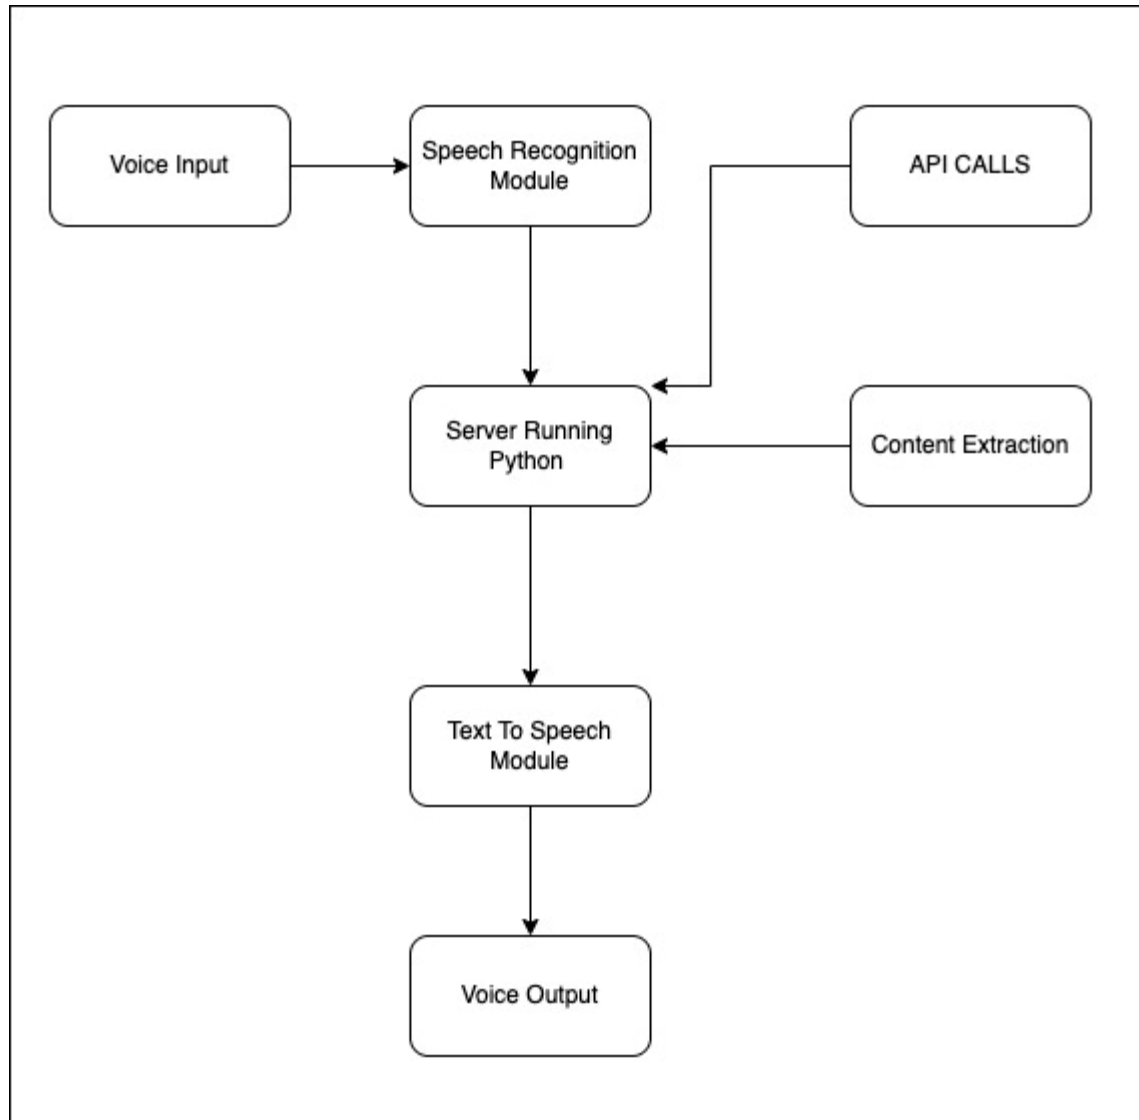 Voice Input
Speech Recognition
Module
API CALLS
Server Running
Python
Content Extraction
Text To Speech
Module
Voice Output